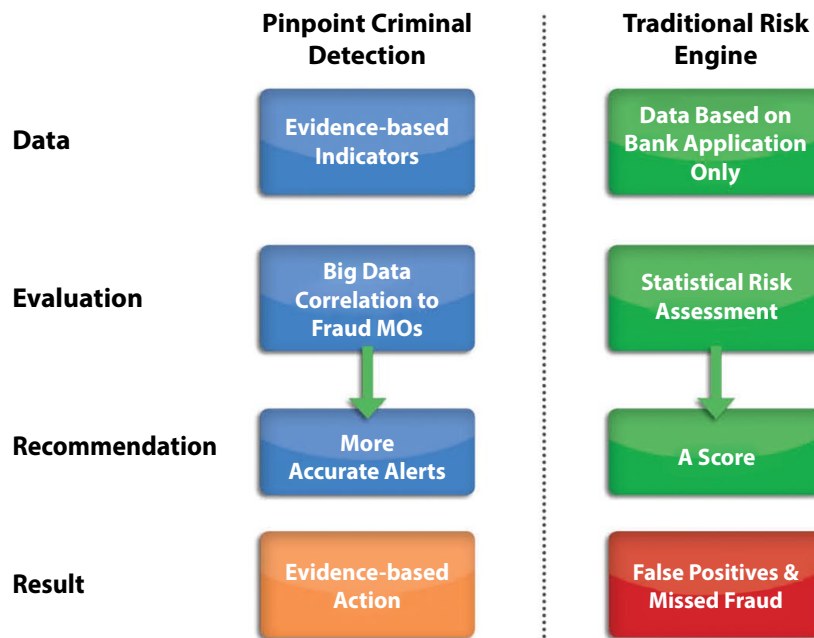 Pinpoint Criminal
Detection
Traditional Risk
Engine
Data
Evidence-based
Indicators
Data Based on
Bank Application
Only
Evaluation
Big Data
Correlation to
Fraud MOs
Statistical Risk
Assessment
Recommendation
More
Accurate Alerts
A Score
Result
Evidence-based
Action
False Positives &
Missed Fraud